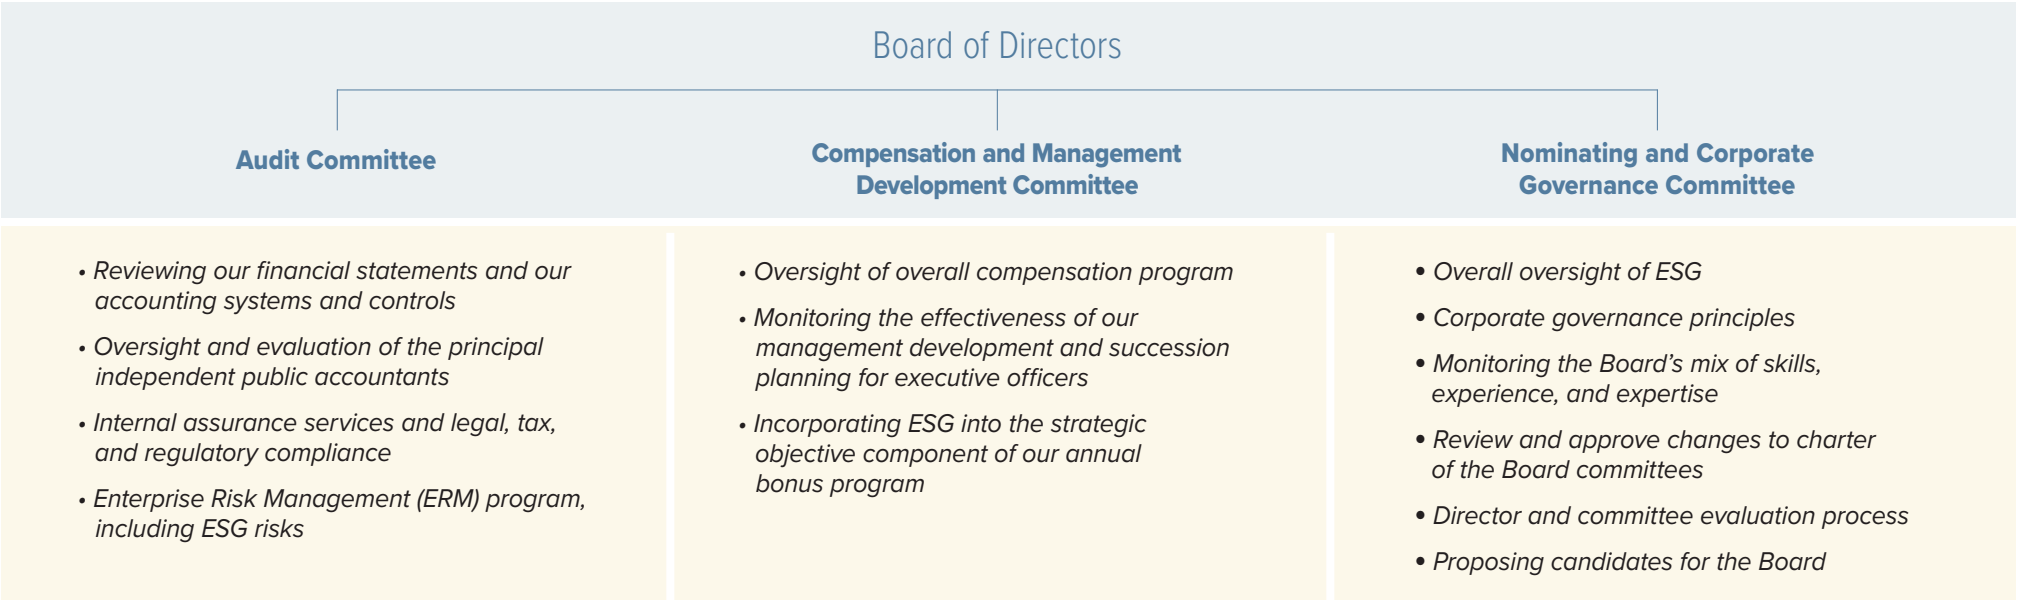 Board of Directors
Audit Committee
Compensation and Management
Development Committee
Nominating and Corporate
Governance Committee
• Reviewing our financial statements and our
accounting systems and controls
• Oversight and evaluation of the principal
independent public accountants
• Internal assurance services and legal, tax,
and regulatory compliance
• Enterprise Risk Management (ERM) program,
including ESG risks
• Oversight of overall compensation program
• Monitoring the effectiveness of our
management development and succession
planning for executive officers
• Incorporating ESG into the strategic
objective component of our annual
bonus program
• Overall oversight of ESG
• Corporate governance principles
• Monitoring the Board’s mix of skills,
experience, and expertise
• Review and approve changes to charter
of the Board committees
• Director and committee evaluation process
• Proposing candidates for the Board